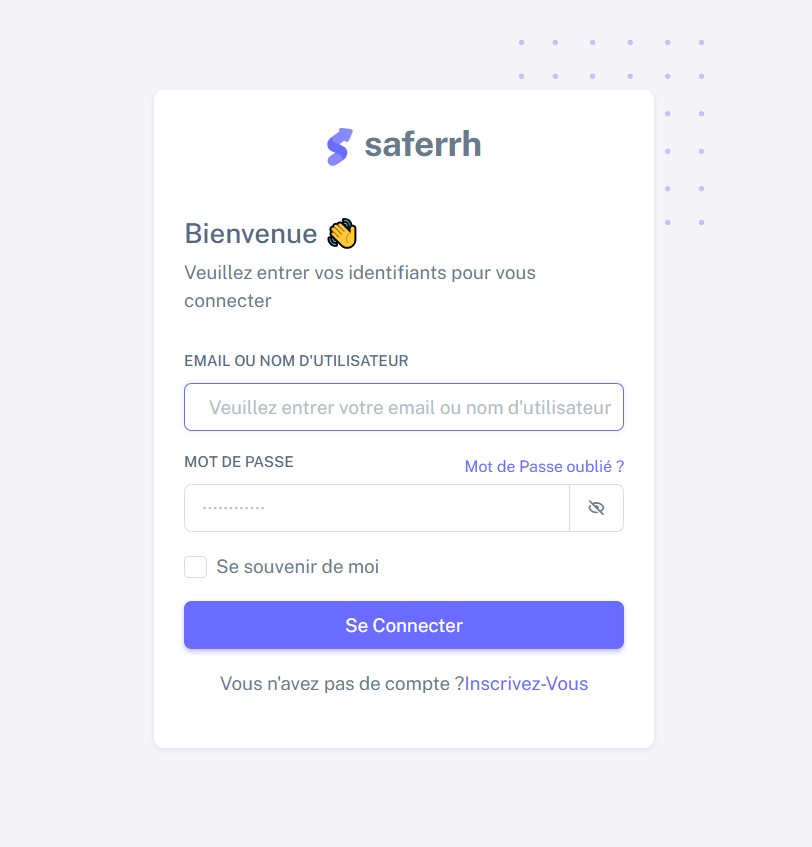 saferrh
Bienvenue 👋
Veuillez entrer vos identifiants pour vous
connecter
EMAIL OU NOM D'UTILISATEUR
Veuillez entrer votre email ou nom d'utilisateur
MOT DE PASSE
Mot de Passe oublié ?
············
Se souvenir de moi
Se Connecter
Vous n'avez pas de compte ?Inscrivez-Vous